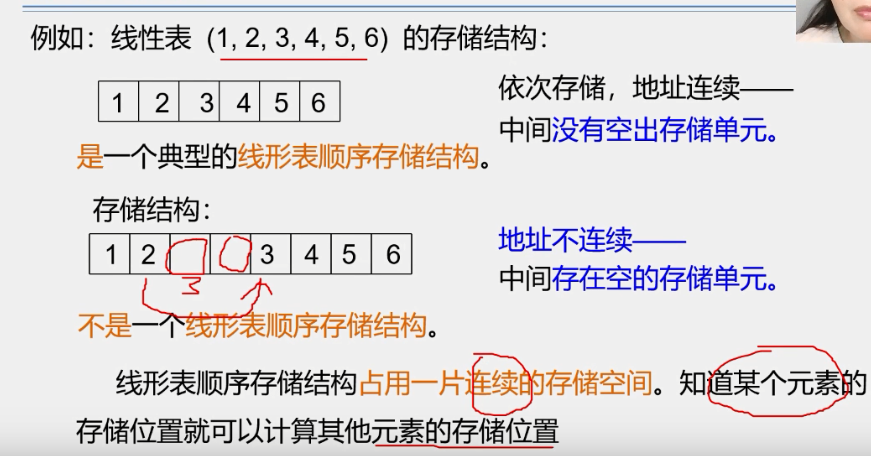 例如：线性表 (1, 2, 3, 4, 5, 6) 的存储结构：
1 2 3 4 5 6
依次存储，地址连续——
中间没有空出存储单元。
是一个典型的线形表顺序存储结构。
存储结构：
1 2 3 4 5 6
3
地址不连续——
中间存在空的存储单元。
不是一个线形表顺序存储结构。
线形表顺序存储结构占用一片连续的存储空间。知道某个元素的
存储位置就可以计算其他元素的存储位置